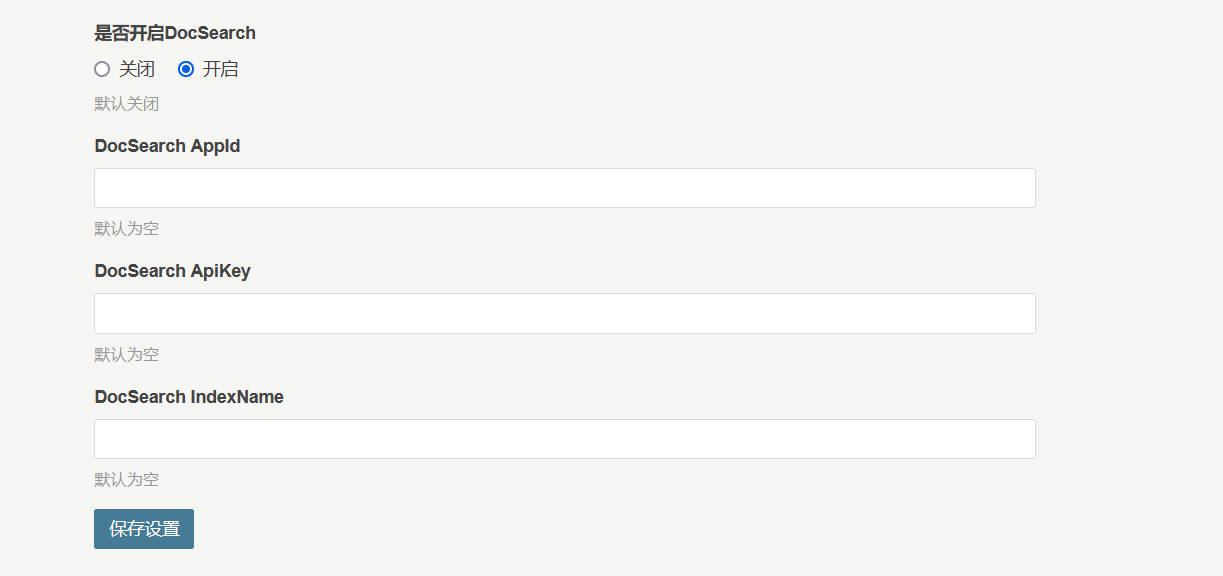 是否开启DocSearch
关闭 开启
默认关闭
DocSearch AppId
默认为空
DocSearch ApiKey
默认为空
DocSearch IndexName
默认为空
保存设置